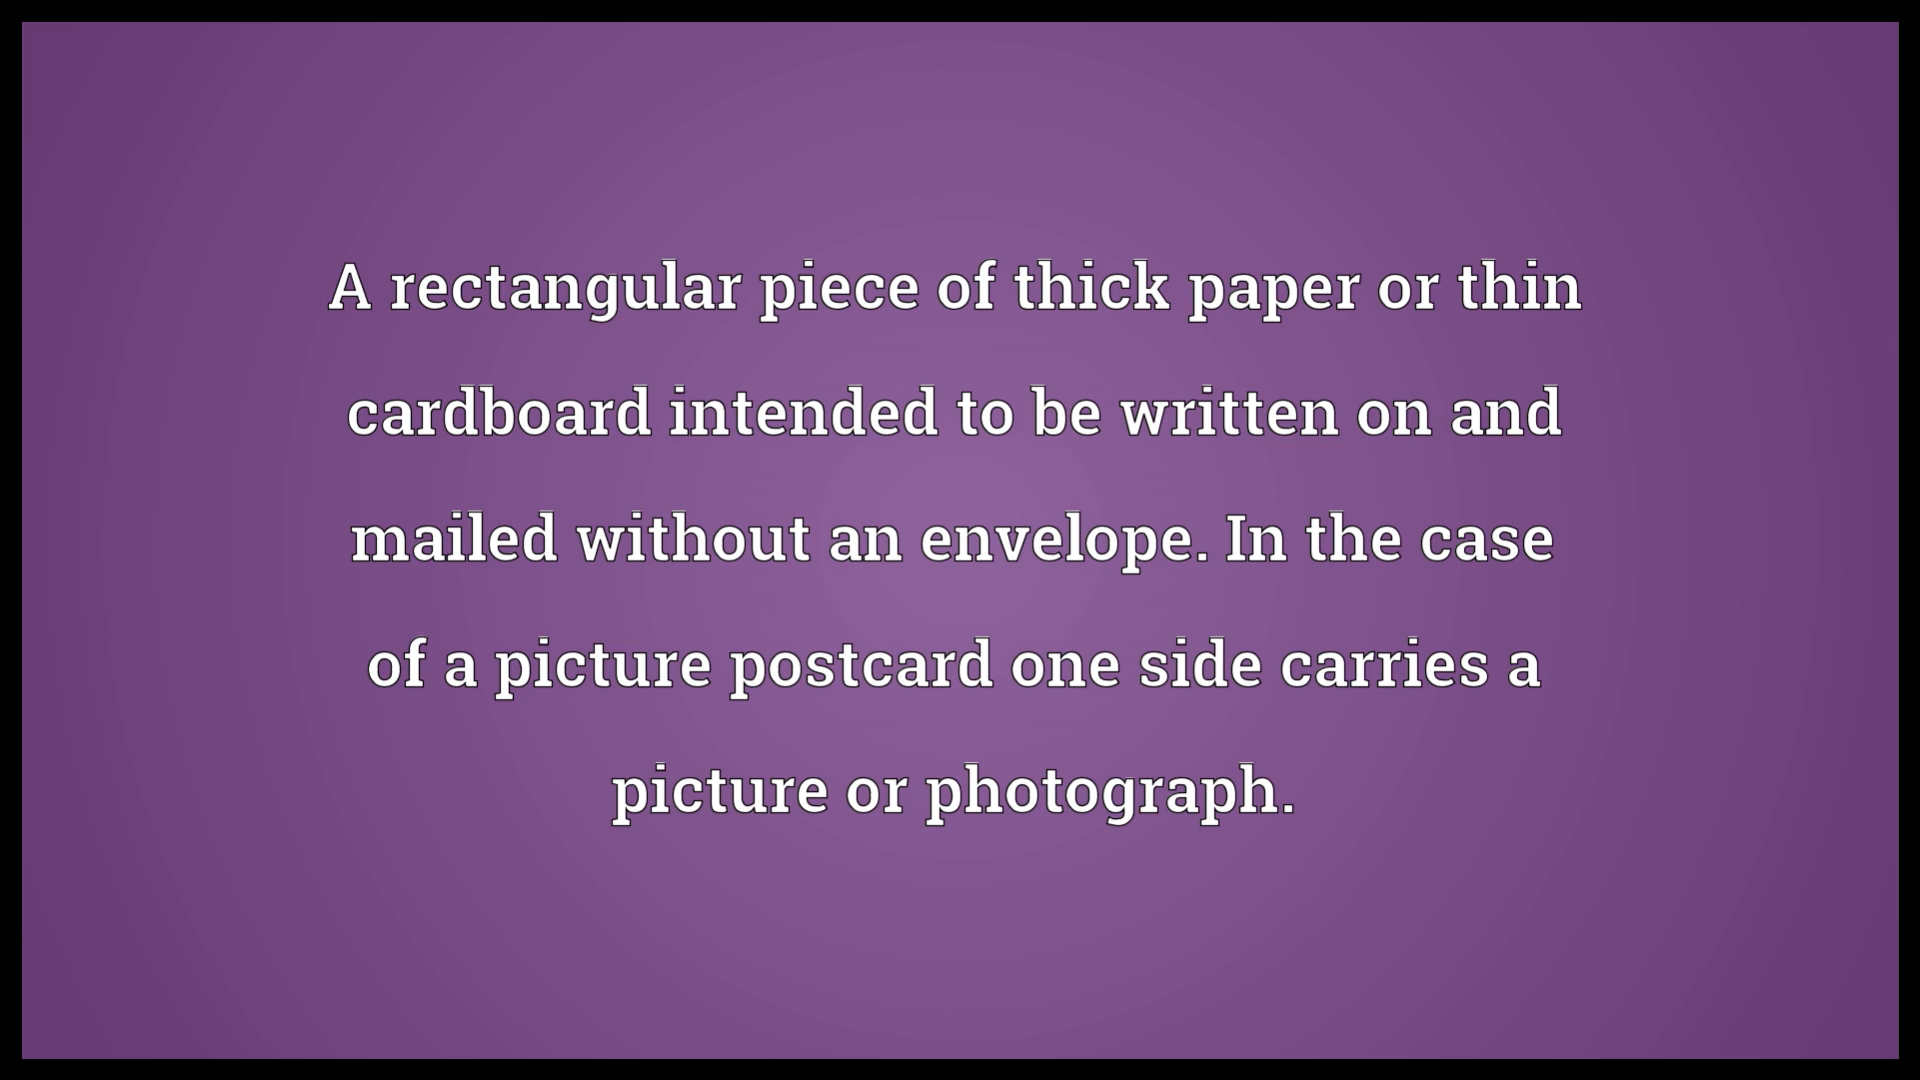 A rectangular piece of thick paper or thin
cardboard intended to be written on and
mailed without an envelope. In the case
of a picture postcard one side carries a
picture or photograph.